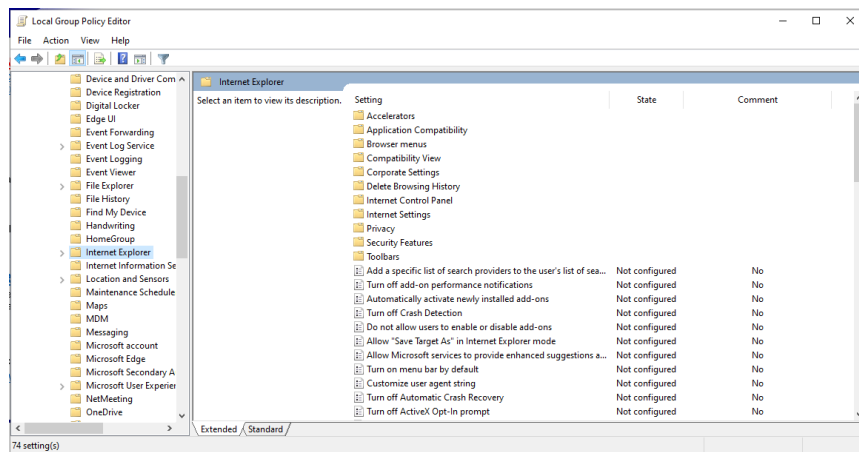 Local Group Policy Editor
File Action View Help
Device and Driver Com
Device Registration
Digital Locker
Edge UI
Event Forwarding
Event Log Service
Event Logging
Event Viewer
File Explorer
File History
Find My Device
Handwriting
HomeGroup
Internet Explorer
Internet Information Se
Location and Sensors
Maintenance Schedule
Maps
MDM
Messaging
Microsoft account
Microsoft Edge
Microsoft Secondary A
Microsoft User Experier
NetMeeting
OneDrive
Internet Explorer
Select an item to view its description.
Setting State Comment
Accelerators
Application Compatibility
Browser menus
Compatibility View
Corporate Settings
Delete Browsing History
Internet Control Panel
Internet Settings
Privacy
Security Features
Toolbars
Add a specific list of search providers to the user's list of sea... Not configured No
Turn off add-on performance notifications Not configured No
Automatically activate newly installed add-ons Not configured No
Turn off Crash Detection Not configured No
Do not allow users to enable or disable add-ons Not configured No
Allow "Save Target As" in Internet Explorer mode Not configured No
Allow Microsoft services to provide enhanced suggestions a... Not configured No
Turn on menu bar by default Not configured No
Customize user agent string Not configured No
Turn off Automatic Crash Recovery Not configured No
Turn off ActiveX Opt-In prompt Not configured No
Extended Standard
74 setting(s)